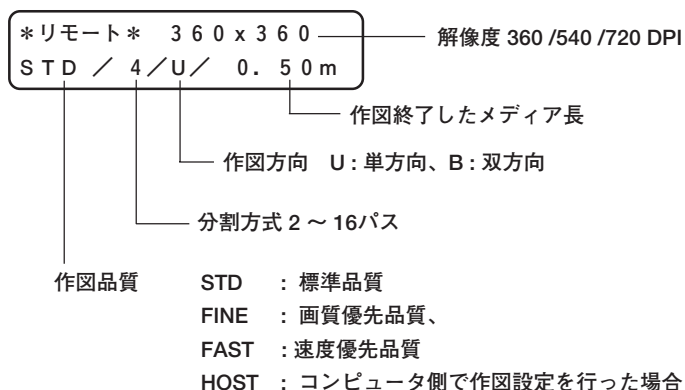 ＊リモート＊ 360x360
解像度 360 /540 /720 DPI
STD ／ 4／U／ 0. 50m
作図終了したメディア長
作図方向 U : 単方向、B : 双方向
分割方式 2 〜 16パス
作図品質 STD : 標準品質
FINE : 画質優先品質、
FAST : 速度優先品質
HOST : コンピュータ側で作図設定を行った場合